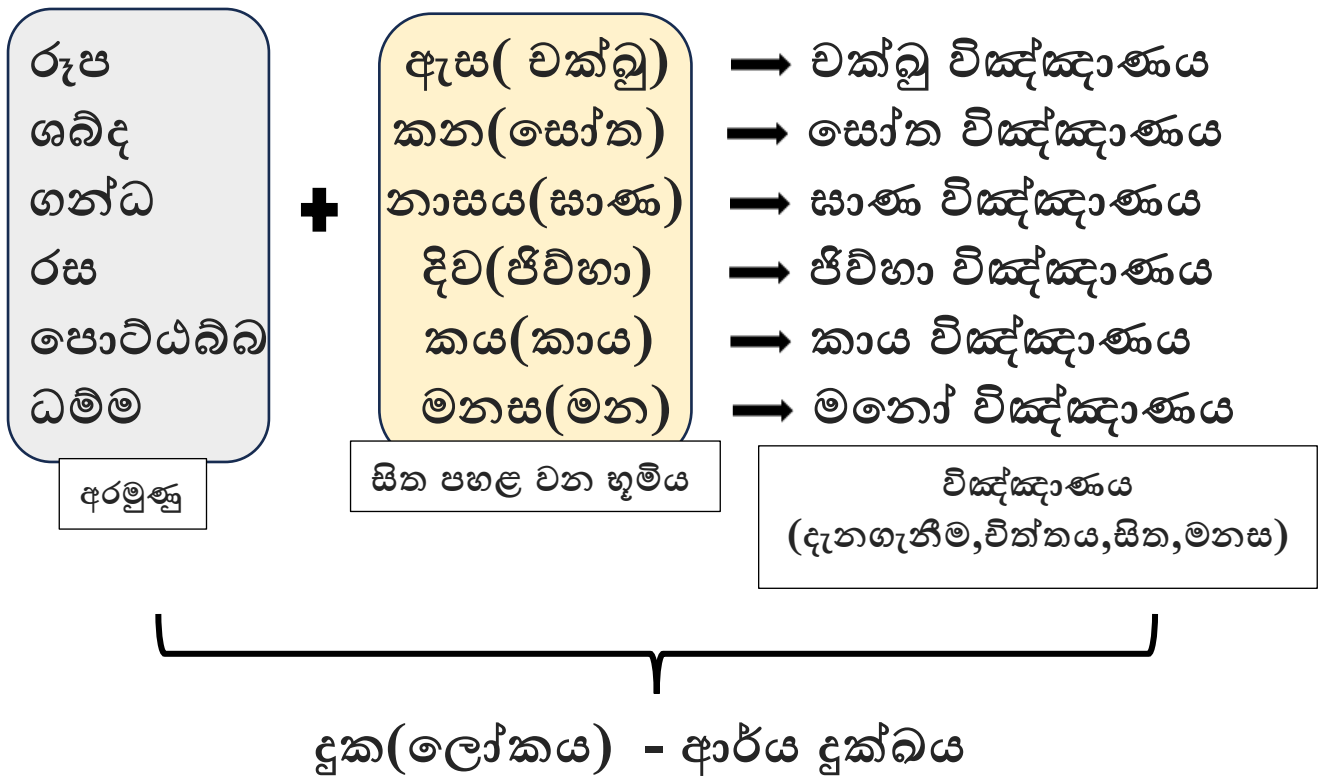 රූප
ශබ්ද
ගන්ධ
රස
පොට්ඨබ්බ
ධම්ම
අරමුණු
ඇස( චක්ඛු)
කන(සෝත)
නාසය(ඝාණ)
දිව(ජිව්හා)
කය(කාය)
මනස(මන)
සිත පහළ වන භූමිය
චක්ඛු විඤ්ඤාණය
සෝත විඤ්ඤාණය
ඝාණ විඤ්ඤාණය
ජිව්හා විඤ්ඤාණය
කාය විඤ්ඤාණය
මනෝ විඤ්ඤාණය
විඤ්ඤාණය
(දැනගැනීම,චිත්තය,සිත,මනස)
දුක(ලෝකය) - ආර්ය දුක්ඛය